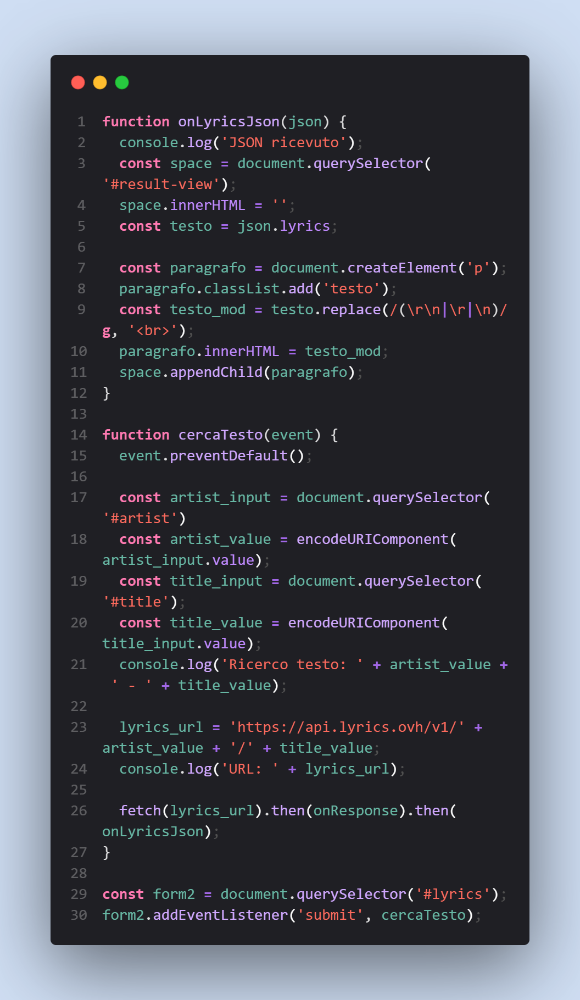 1 function onLyricsJson(json) {
2   console.log('JSON ricevuto');
3   const space = document.querySelector(
'#result-view');
4   space.innerHTML = '';
5   const testo = json.lyrics;
6
7   const paragrafo = document.createElement('p');
8   paragrafo.classList.add('testo');
9   const testo_mod = testo.replace(/(\r\n|\r|\n)/
g, '<br>');
10   paragrafo.innerHTML = testo_mod;
11   space.appendChild(paragrafo);
12 }
13
14 function cercaTesto(event) {
15   event.preventDefault();
16
17   const artist_input = document.querySelector(
'#artist')
18   const artist_value = encodeURIComponent(
artist_input.value);
19   const title_input = document.querySelector(
'#title');
20   const title_value = encodeURIComponent(
title_input.value);
21   console.log('Ricerco testo: ' + artist_value +
 ' - ' + title_value);
22
23   lyrics_url = 'https://api.lyrics.ovh/v1/' +
artist_value + '/' + title_value;
24   console.log('URL: ' + lyrics_url);
25
26   fetch(lyrics_url).then(onResponse).then(
onLyricsJson);
27 }
28
29 const form2 = document.querySelector('#lyrics');
30 form2.addEventListener('submit', cercaTesto);